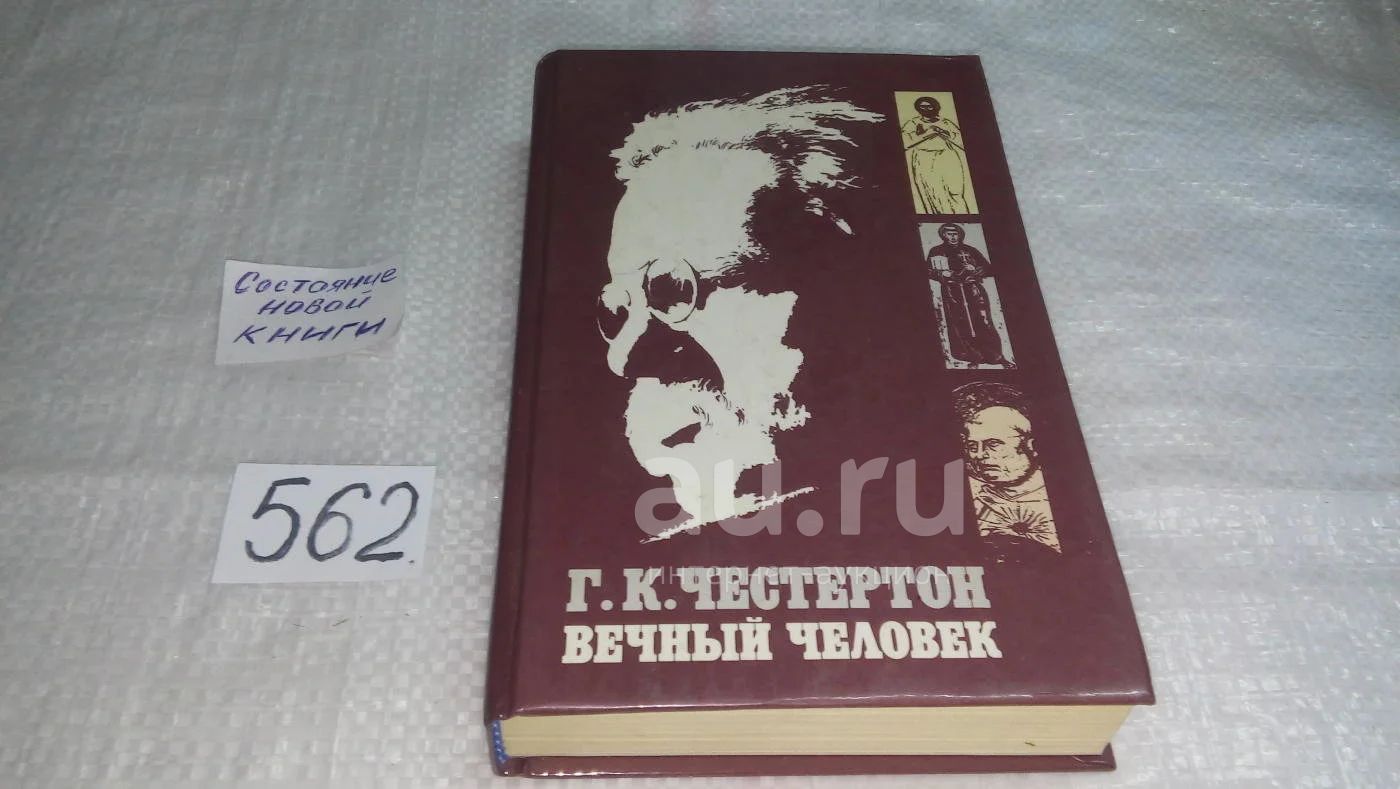 Состояние
новой
книги
562
au.ru
интернет-аукцион
Г. К. ЧЕСТЕРТОН
ВЕЧНЫЙ ЧЕЛОВЕК